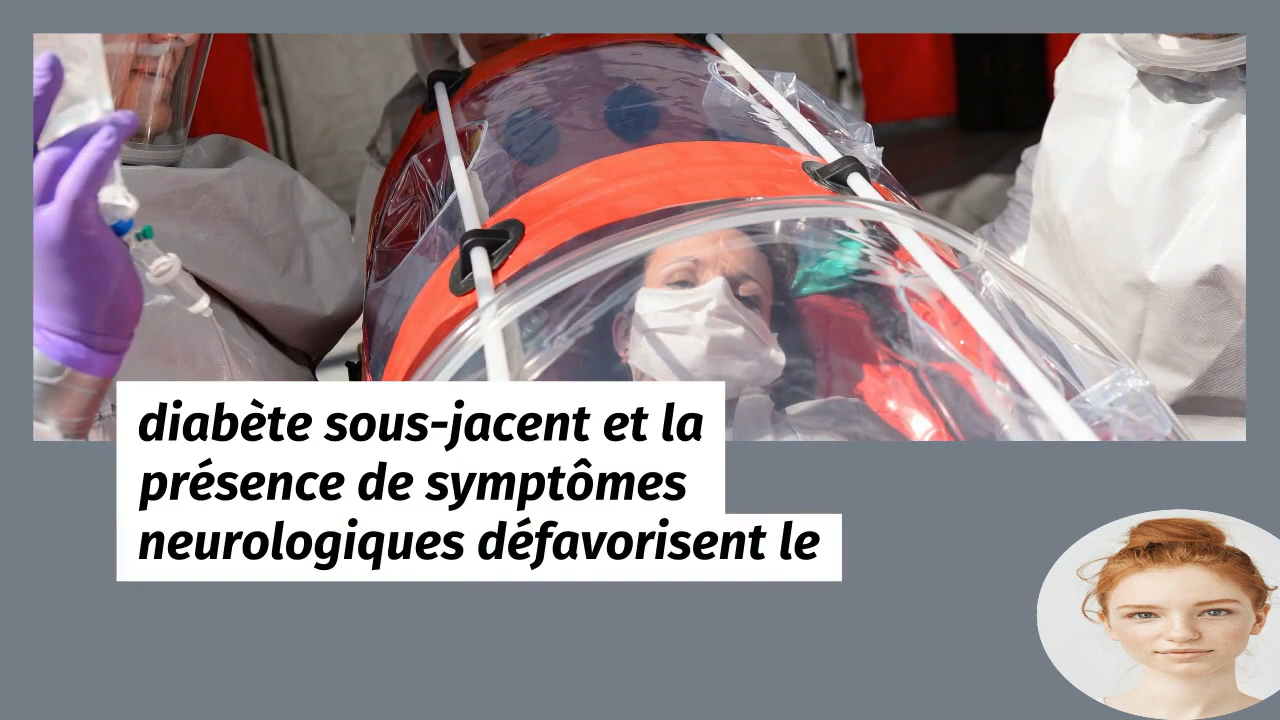 diabète sous-jacent et la
présence de symptômes
neurologiques défavorisent le